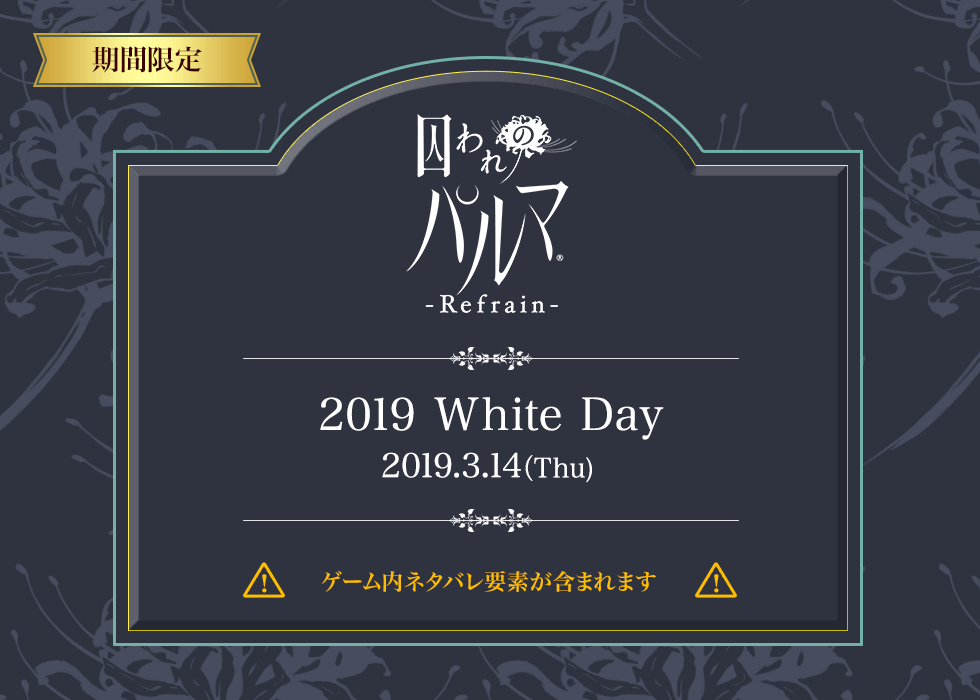 期間限定
囚われの
パルマ®
-Refrain-
2019 White Day
2019.3.14(Thu)
ゲーム内ネタバレ要素が含まれます